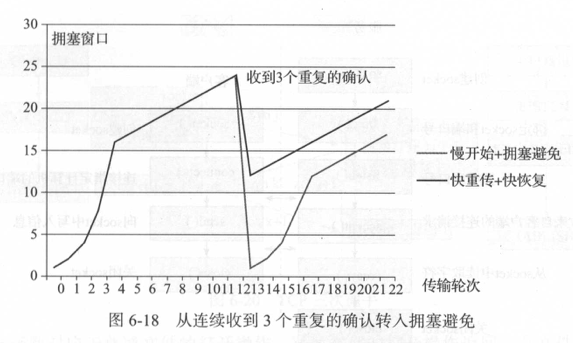 30
拥塞窗口
25
收到3个重复的确认
20
15
慢开始+拥塞避免
快重传+快恢复
10
5
0
0 1 2 3 4 5 6 7 8 9 10 11 12 13 14 15 16 17 18 19 20 21 22
传输轮次
图 6-18 从连续收到 3 个重复的确认转入拥塞避免